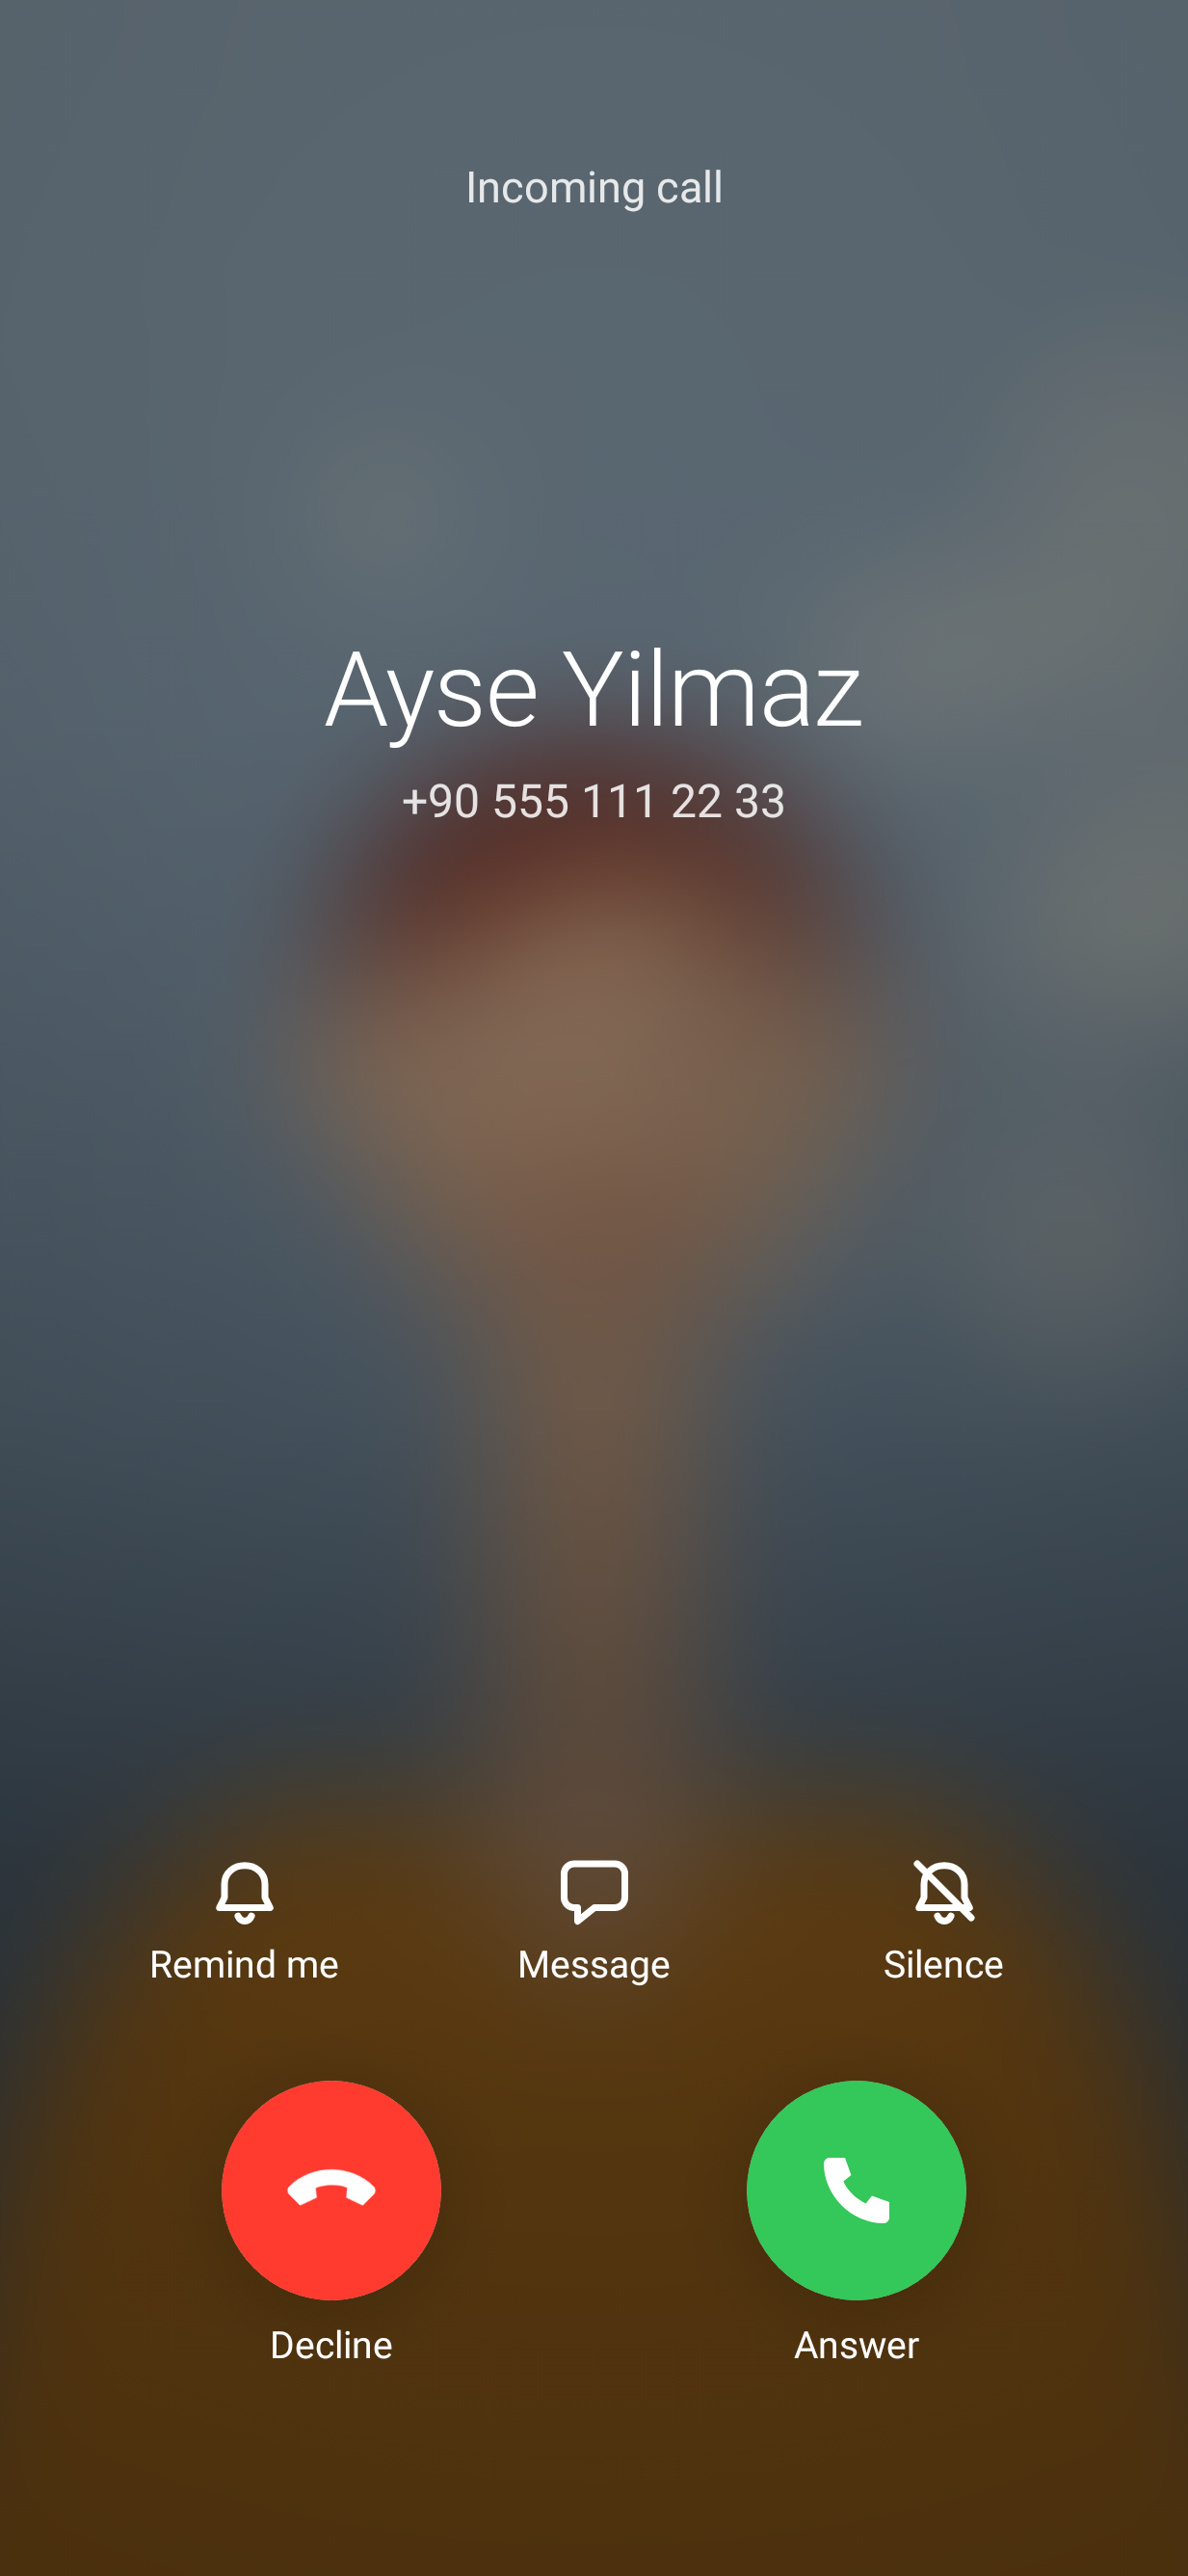 Incoming call
Ayse Yilmaz
+90 555 111 22 33
Remind me
Message
Silence
Decline
Answer